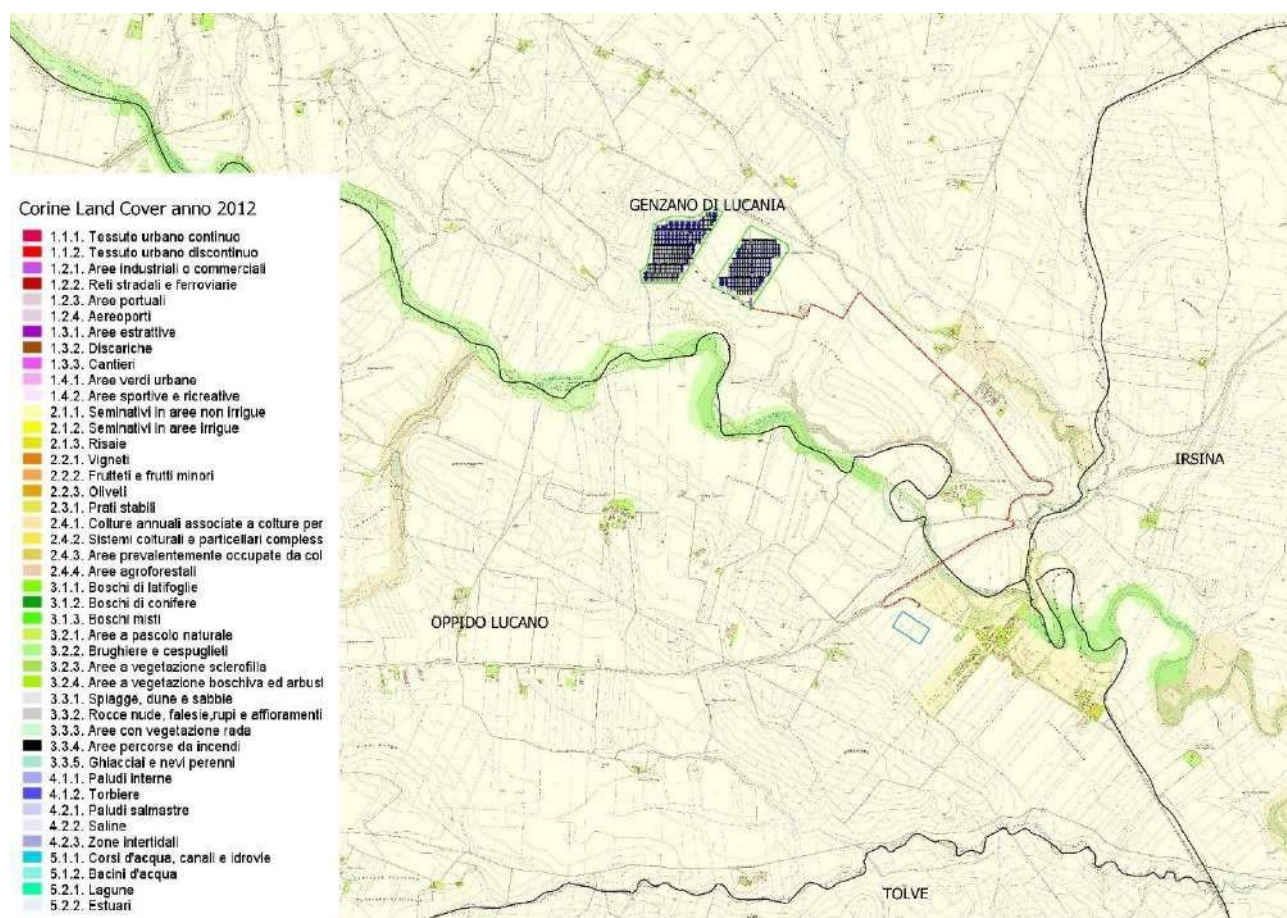 GENZANO DI LUCANIA
Corine Land Cover anno 2012
1.1.1. Tessuto urbano continuo
1.1.2. Tessuto urbano discontinuo
1.2.1. Aree industriali o commerciali
1.2.2. Reti stradali e ferroviarie
1.2.3. Aree portuali
1.2.4. Aereoporti
1.3.1. Aree estrattive
1.3.2. Discariche
1.3.3. Cantieri
1.4.1. Aree verdi urbane
1.4.2. Aree sportive e ricreative
2.1.1. Seminativi in aree non irrigue
2.1.2. Seminativi in aree irrigue
2.1.3. Risaie
2.2.1. Vigneti
2.2.2. Frutteti e frutti minori
2.2.3. Oliveti
2.3.1. Prati stabili
2.4.1. Colture annuali associate a colture per
2.4.2. Sistemi colturali e particellari compless
2.4.3. Aree prevalentemente occupate da col
2.4.4. Aree agroforestali
3.1.1. Boschi di latifoglie
3.1.2. Boschi di conifere
3.1.3. Boschi misti
3.2.1. Aree a pascolo naturale
3.2.2. Brughiere e cespuglieti
3.2.3. Aree a vegetazione sclerofilla
3.2.4. Aree a vegetazione boschiva ed arbust
3.3.1. Spiagge, dune e sabbie
3.3.2. Rocce nude, falesie,rupi e affioramenti
3.3.3. Aree con vegetazione rada
3.3.4. Aree percorse da incendi
3.3.5. Ghiacciai e nevi perenni
4.1.1. Paludi interne
4.1.2. Torbiere
4.2.1. Paludi salmastre
4.2.2. Saline
4.2.3. Zone intertidali
5.1.1. Corsi d'acqua, canali e idrovie
5.1.2. Bacini d'acqua
5.2.1. Lagune
5.2.2. Estuari
IRSINA
OPPIDO LUCANO
TOLVE